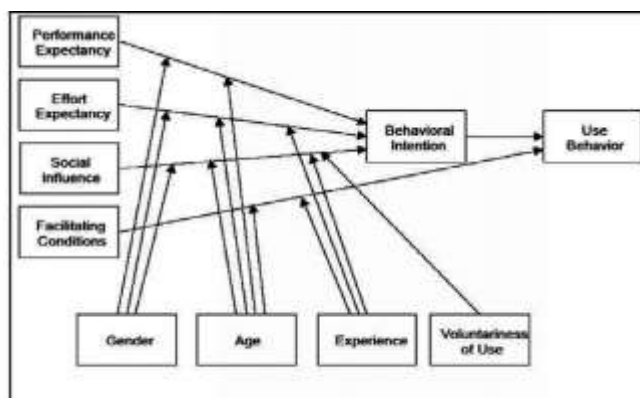 Performance
Expectancy
Effort
Expectancy
Social
Influence
Facilitating
Conditions
Behavioral
Intention
Use
Behavior
Gender
Age
Experience
Voluntariness
of Use